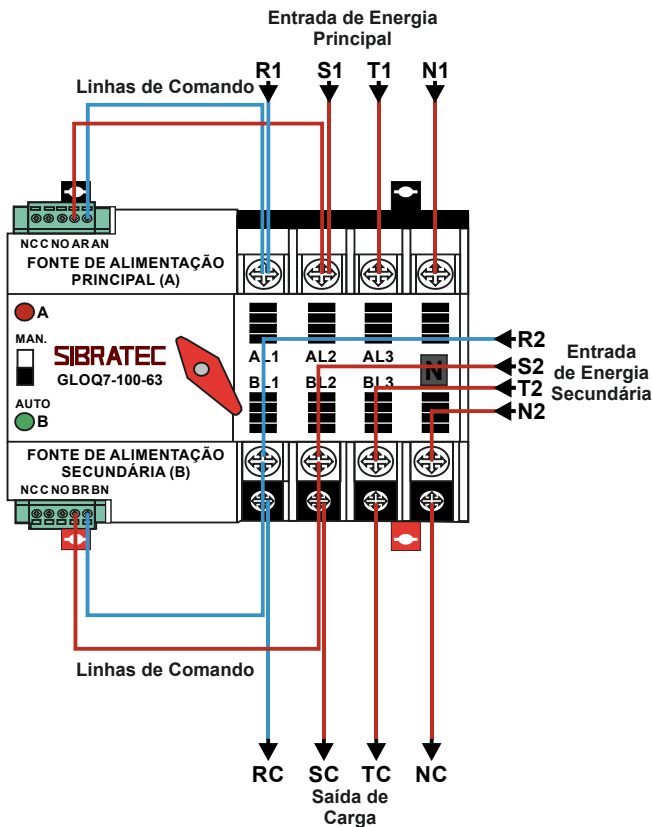 Entrada de Energia
Principal
R1 S1 T1 N1
Linhas de Comando
NC C NO AR AN
FONTE DE ALIMENTAÇÃO
PRINCIPAL (A)
A
MAN.
SIBRATEC
GLOQ7-100-63
AUTO
B
AL1 AL2 AL3
N
BL1 BL2 BL3
R2
S2
T2
N2
Entrada
de Energia
Secundária
FONTE DE ALIMENTAÇÃO
SECUNDÁRIA (B)
NC C NO BR BN
Linhas de Comando
RC SC TC NC
Saída de
Carga